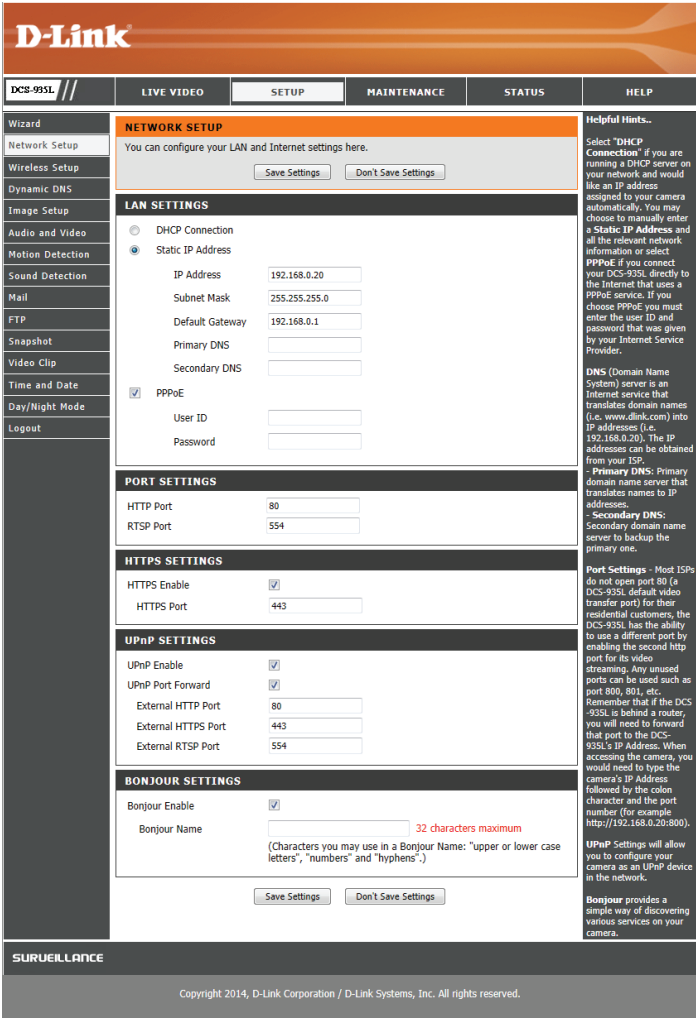 D-Link
DCS-935L
LIVE VIDEO
SETUP
MAINTENANCE
STATUS
HELP
Wizard
Network Setup
Wireless Setup
Dynamic DNS
Image Setup
Audio and Video
Motion Detection
Sound Detection
Mail
FTP
Snapshot
Video Clip
Time and Date
Day/Night Mode
Logout
NETWORK SETUP
You can configure your LAN and Internet settings here.
Save Settings
Don't Save Settings
LAN SETTINGS
DHCP Connection
Static IP Address
IP Address 192.168.0.20
Subnet Mask 255.255.255.0
Default Gateway 192.168.0.1
Primary DNS
Secondary DNS
PPPoE
User ID
Password
PORT SETTINGS
HTTP Port 80
RTSP Port 554
HTTPS SETTINGS
HTTPS Enable
HTTPS Port 443
UPnP SETTINGS
UPnP Enable
UPnP Port Forward
External HTTP Port 80
External HTTPS Port 443
External RTSP Port 554
BONJOUR SETTINGS
Bonjour Enable
Bonjour Name 32 characters maximum
(Characters you may use in a Bonjour Name: "upper or lower case
letters", "numbers" and "hyphens".)
Save Settings
Don't Save Settings
Helpful Hints..
Select "DHCP
Connection" if you are
running a DHCP server on
your network and would
like an IP address
assigned to your camera
automatically. You may
choose to manually enter
a Static IP Address and
all the relevant network
information or select
PPPoE if you connect
your DCS-935L directly to
the Internet that uses a
PPPoE service. If you
choose PPPoE you must
enter the user ID and
password that was given
by your Internet Service
Provider.
DNS (Domain Name
System) server is an
Internet service that
translates domain names
(i.e. www.dlink.com) into
IP addresses (i.e.
192.168.0.20). The IP
addresses can be obtained
from your ISP.
- Primary DNS: Primary
domain name server that
translates names to IP
addresses.
- Secondary DNS:
Secondary domain name
server to backup the
primary one.
Port Settings - Most ISPs
do not open port 80 (a
DCS-935L default video
transfer port) for their
residential customers, the
DCS-935L has the ability
to use a different port by
enabling the second http
port for its video
streaming. Any unused
ports can be used such as
port 800, 801, etc.
Remember that if the DCS
-935L is behind a router,
you will need to forward
that port to the DCS-
935L's IP Address. When
accessing the camera, you
would need to type the
camera's IP Address
followed by the colon
character and the port
number (for example
http://192.168.0.20:800).
UPnP Settings will allow
you to configure your
camera as an UPnP device
in the network.
Bonjour provides a
simple way of discovering
various services on your
camera.
SURVEILLANCE
Copyright 2014, D-Link Corporation / D-Link Systems, Inc. All rights reserved.